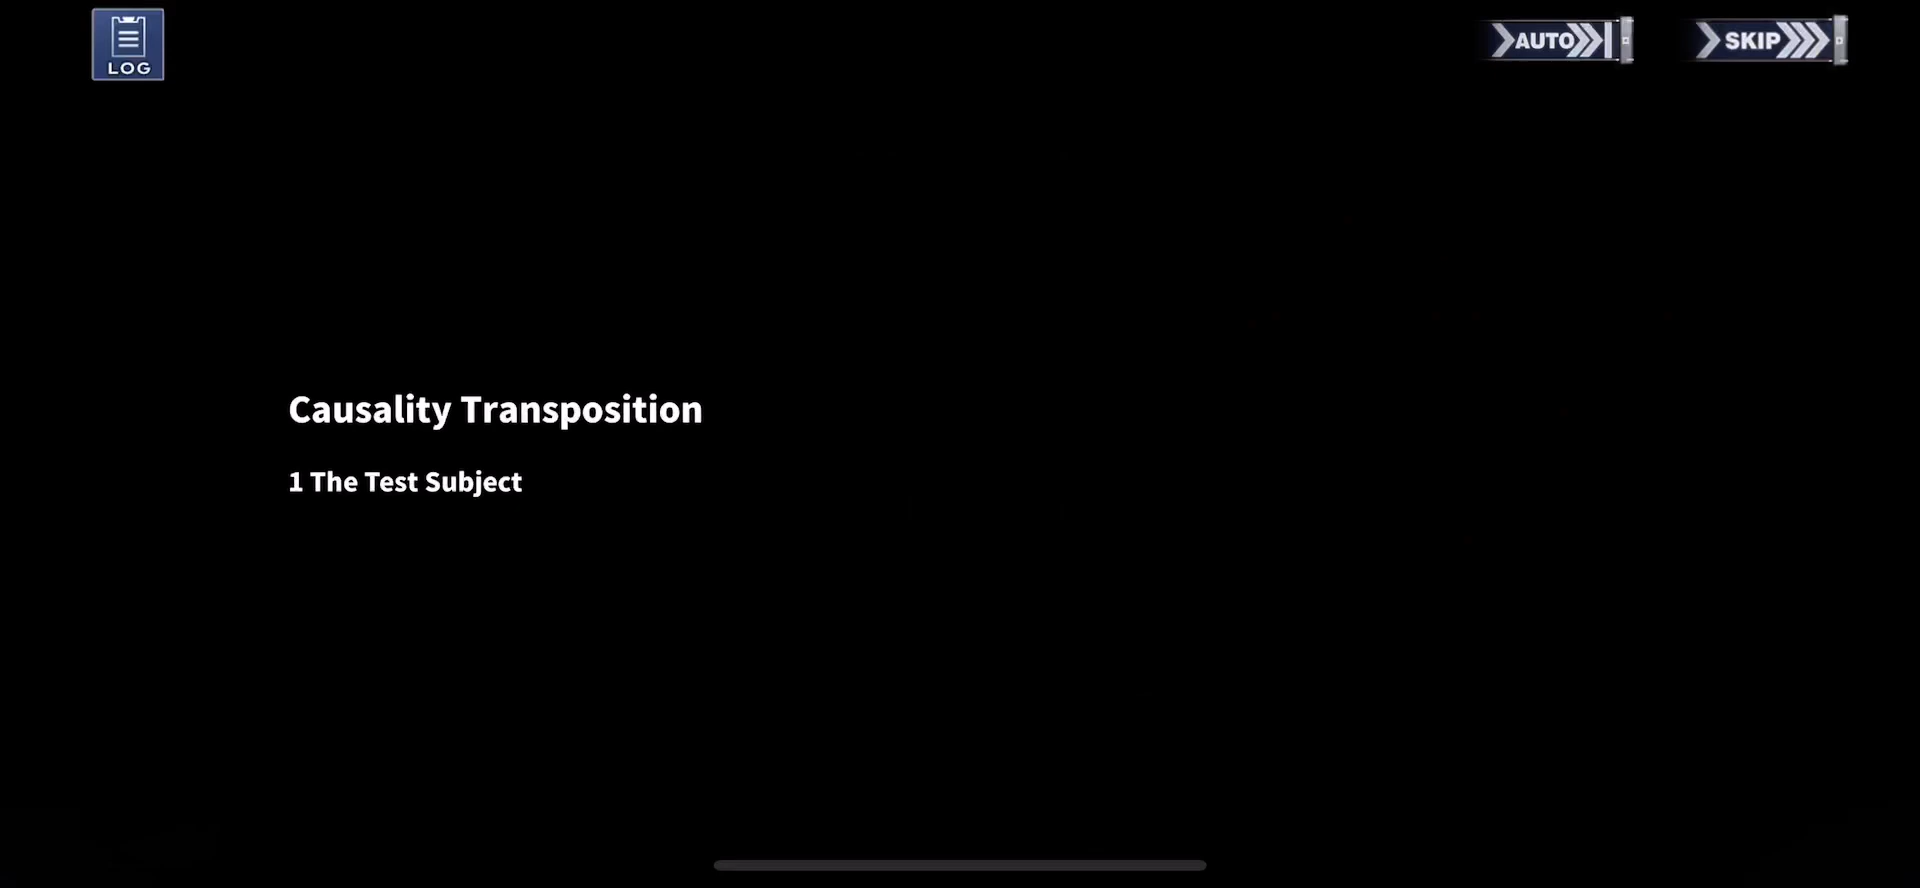 LOG
AUTO
SKIP
Causality Transposition
1 The Test Subject